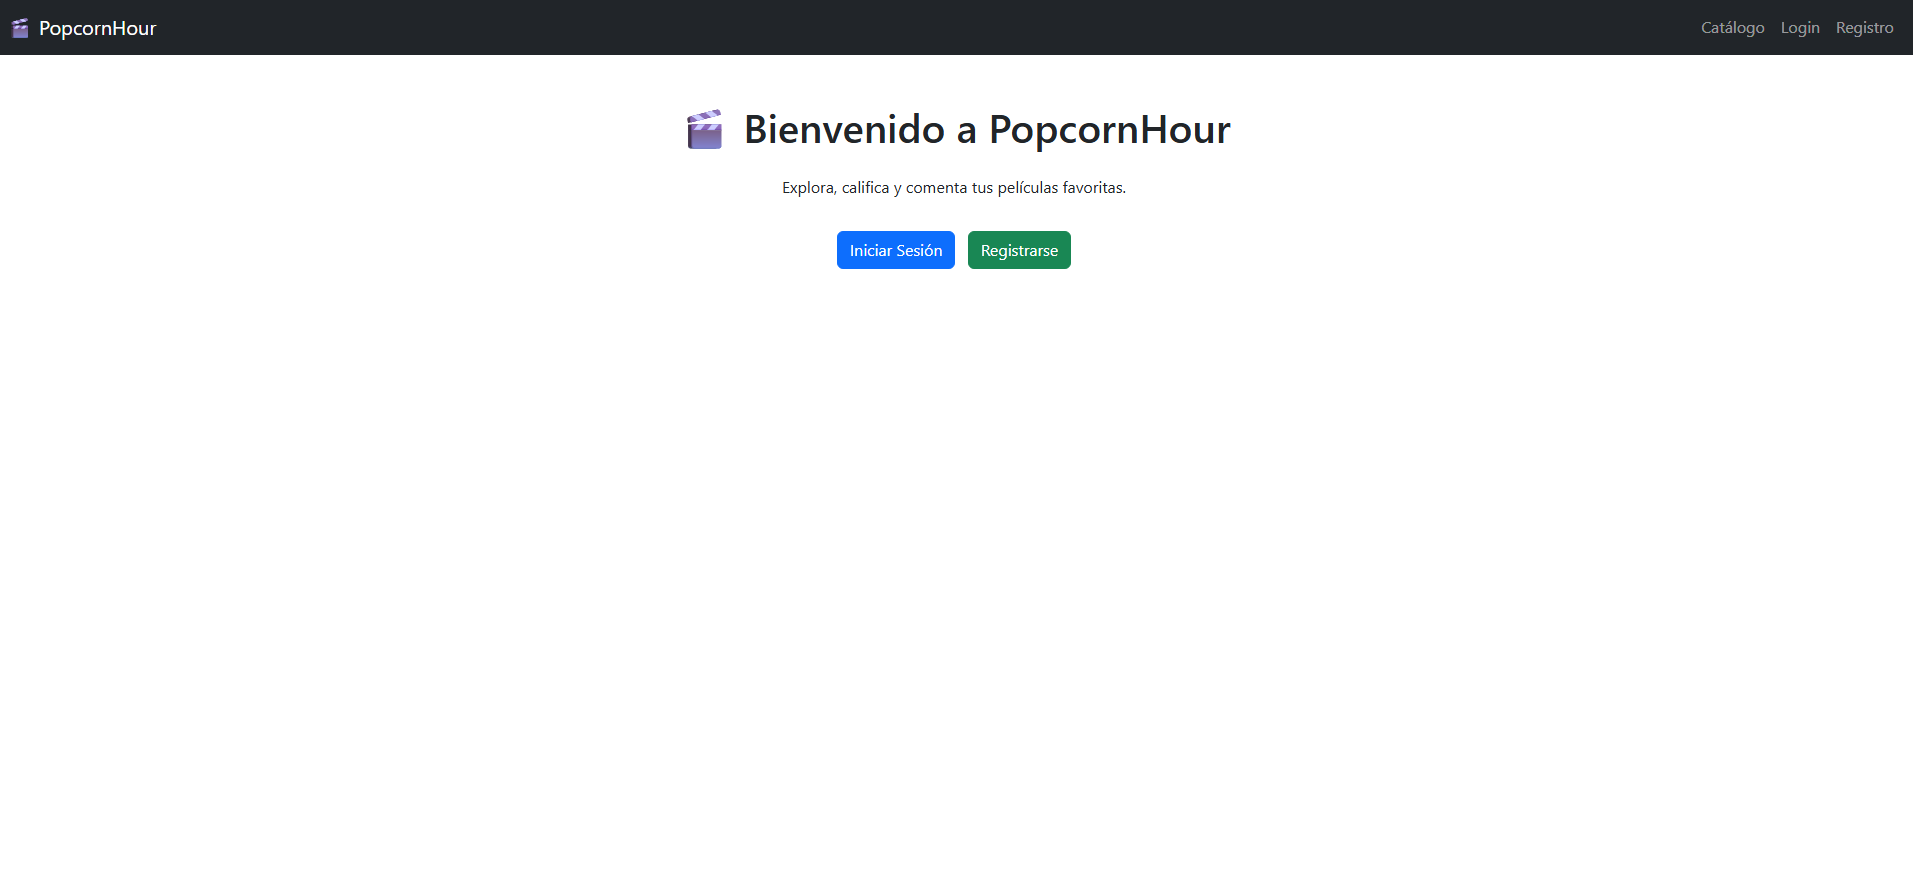 PopcornHour
Catálogo Login Registro
Bienvenido a PopcornHour
Explora, califica y comenta tus películas favoritas.
Iniciar Sesión Registrarse